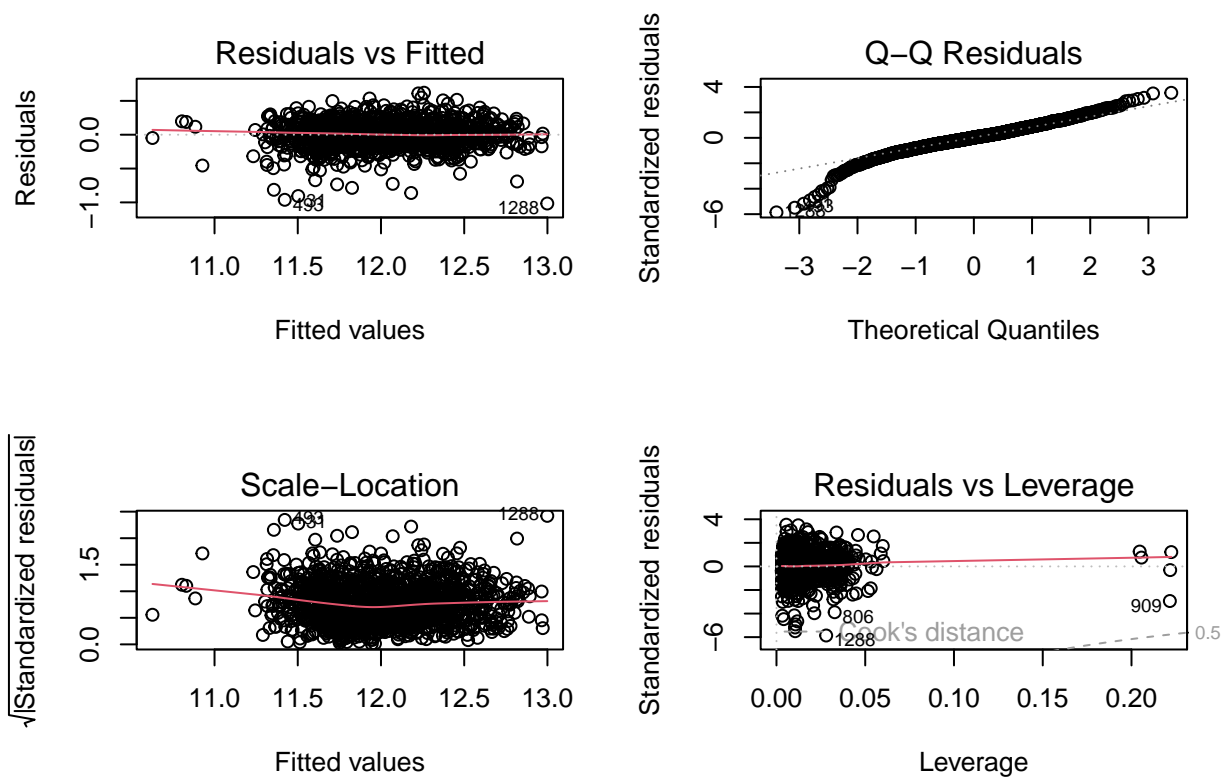 Residuals vs Fitted
Residuals
0.0
−1.0
493
1288
11.0 11.5 12.0 12.5 13.0
Fitted values
Q−Q Residuals
Standardized residuals
4
0
−6
−3 −2 −1 0 1 2 3
Theoretical Quantiles
Scale−Location
√|Standardized residuals|
1.5
0.0
493
1288
11.0 11.5 12.0 12.5 13.0
Fitted values
Residuals vs Leverage
Standardized residuals
4
0
−6
909
806
1288
Cook's distance
0.5
0.00 0.05 0.10 0.15 0.20
Leverage